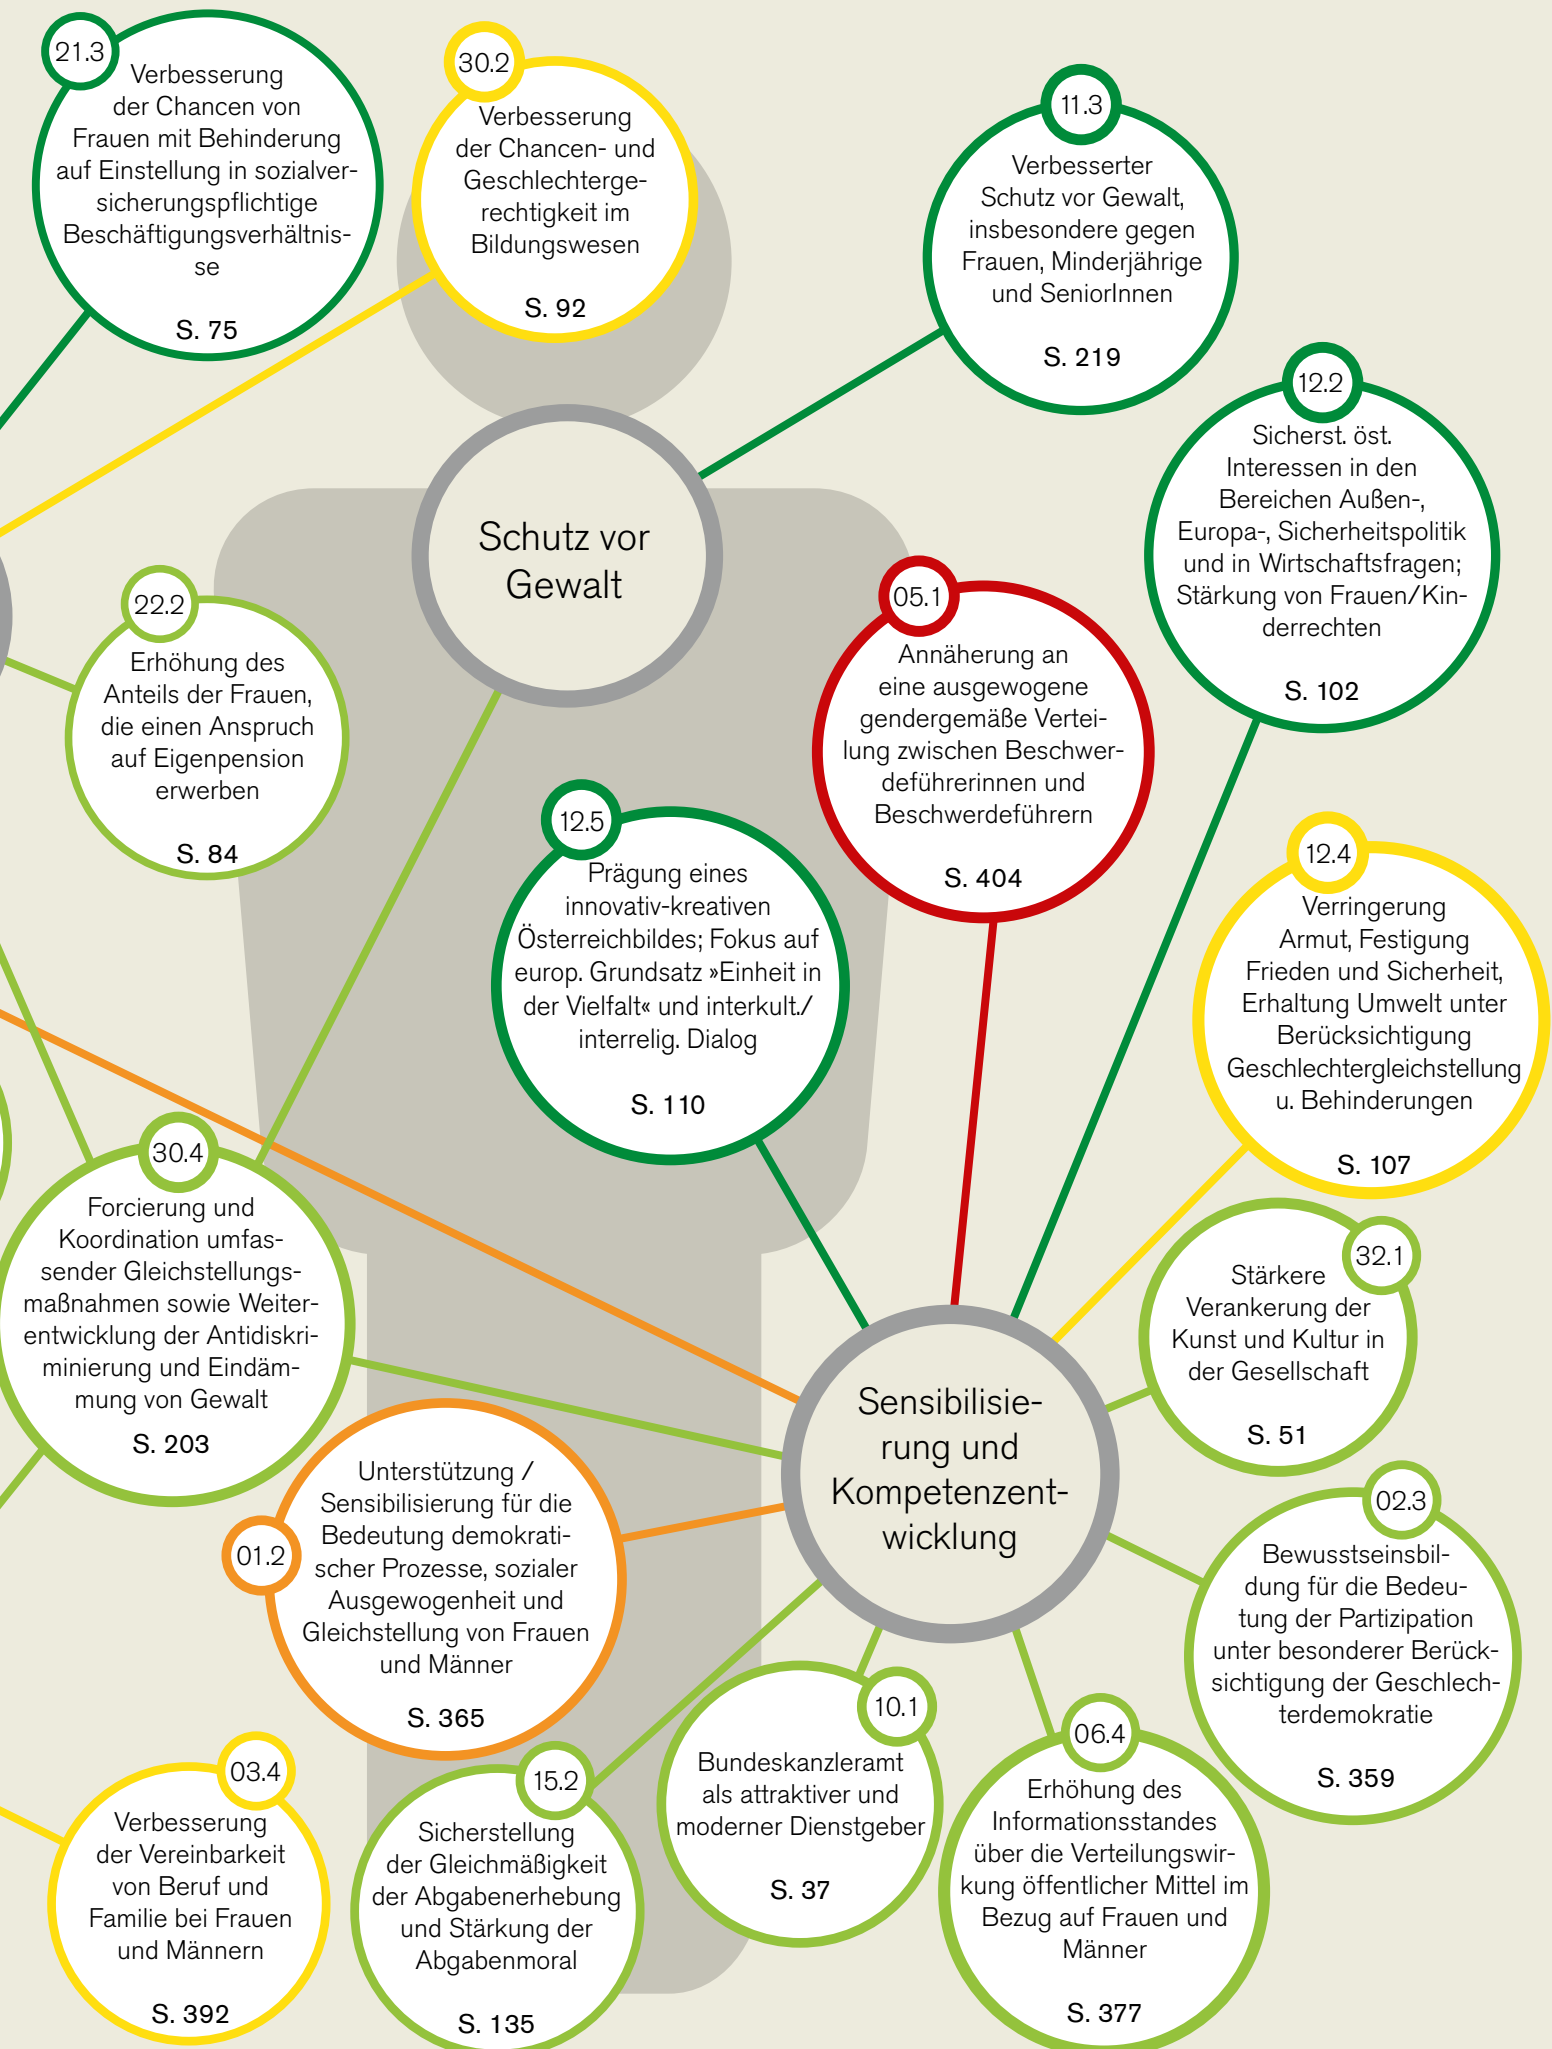 21.3
Verbesserung
der Chancen von
Frauen mit Behinderung
auf Einstellung in sozialver-
sicherungspflichtige
Beschäftigungsverhältnis-
se
S. 75
30.2
Verbesserung
der Chancen- und
Geschlechterge-
rechtigkeit im
Bildungswesen
S. 92
11.3
Verbesserter
Schutz vor Gewalt,
insbesondere gegen
Frauen, Minderjährige
und SeniorInnen
S. 219
12.2
Sicherst. öst.
Interessen in den
Bereichen Außen-,
Europa-, Sicherheitspolitik
und in Wirtschaftsfragen;
Stärkung von Frauen/Kin-
derrechten
S. 102
Schutz vor
Gewalt
22.2
Erhöhung des
Anteils der Frauen,
die einen Anspruch
auf Eigenpension
erwerben
S. 84
05.1
Annäherung an
eine ausgewogene
gendergemäße Vertei-
lung zwischen Beschwer-
deführerinnen und
Beschwerdeführern
S. 404
12.5
Prägung eines
innovativ-kreativen
Österreichbildes; Fokus auf
europ. Grundsatz »Einheit in
der Vielfalt« und interkult./
interrelig. Dialog
S. 110
12.4
Verringerung
Armut, Festigung
Frieden und Sicherheit,
Erhaltung Umwelt unter
Berücksichtigung
Geschlechtergleichstellung
u. Behinderungen
S. 107
30.4
Forcierung und
Koordination umfas-
sender Gleichstellungs-
maßnahmen sowie Weiter-
entwicklung der Antidiskri-
minierung und Eindäm-
mung von Gewalt
S. 203
32.1
Stärkere
Verankerung der
Kunst und Kultur in
der Gesellschaft
S. 51
Sensibilisie-
rung und
Kompetenzent-
wicklung
01.2
Unterstützung /
Sensibilisierung für die
Bedeutung demokrati-
scher Prozesse, sozialer
Ausgewogenheit und
Gleichstellung von Frauen
und Männer
S. 365
02.3
Bewusstseinsbil-
dung für die Bedeu-
tung der Partizipation
unter besonderer Berück-
sichtigung der Geschlech-
terdemokratie
S. 359
03.4
Verbesserung
der Vereinbarkeit
von Beruf und
Familie bei Frauen
und Männern
S. 392
15.2
Sicherstellung
der Gleichmäßigkeit
der Abgabenerhebung
und Stärkung der
Abgabenmoral
S. 135
10.1
Bundeskanzleramt
als attraktiver und
moderner Dienstgeber
S. 37
06.4
Erhöhung des
Informationsstandes
über die Verteilungswir-
kung öffentlicher Mittel im
Bezug auf Frauen und
Männer
S. 377